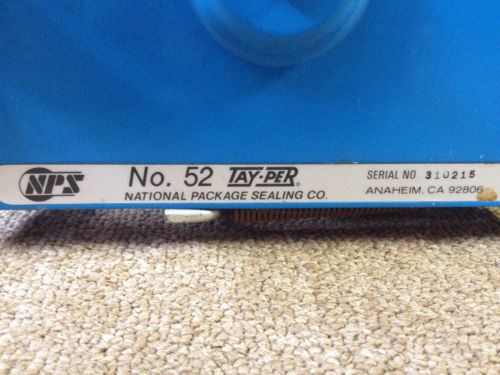 NPS No. 52 TAY-PER® SERIAL NO 310215
NATIONAL PACKAGE SEALING CO. ANAHEIM, CA 92806